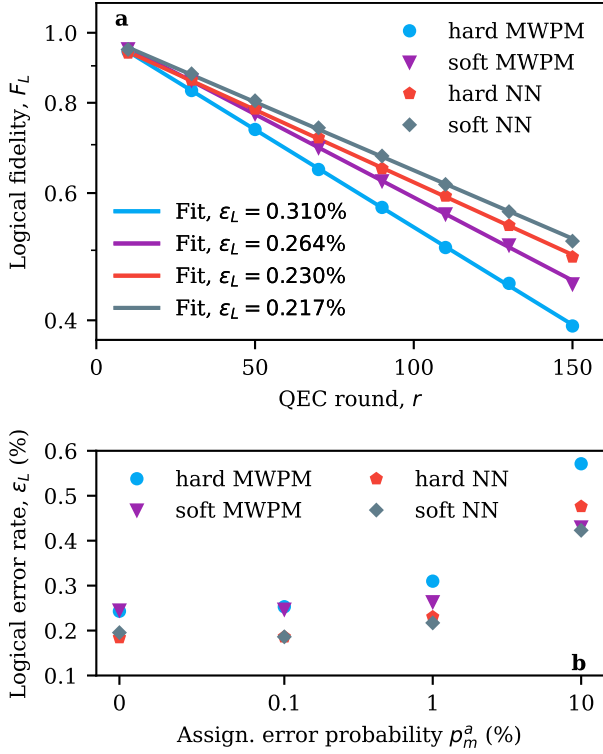 a
1.0
0.8
0.6
0.4
Logical fidelity, F_L
hard MWPM
soft MWPM
hard NN
soft NN
Fit, ε_L = 0.310%
Fit, ε_L = 0.264%
Fit, ε_L = 0.230%
Fit, ε_L = 0.217%
0 50 100 150
QEC round, r
0.6
0.5
0.4
0.3
0.2
0.1
Logical error rate, ε_L (%)
hard MWPM
soft MWPM
hard NN
soft NN
b
0 0.1 1 10
Assign. error probability p_m^a (%)